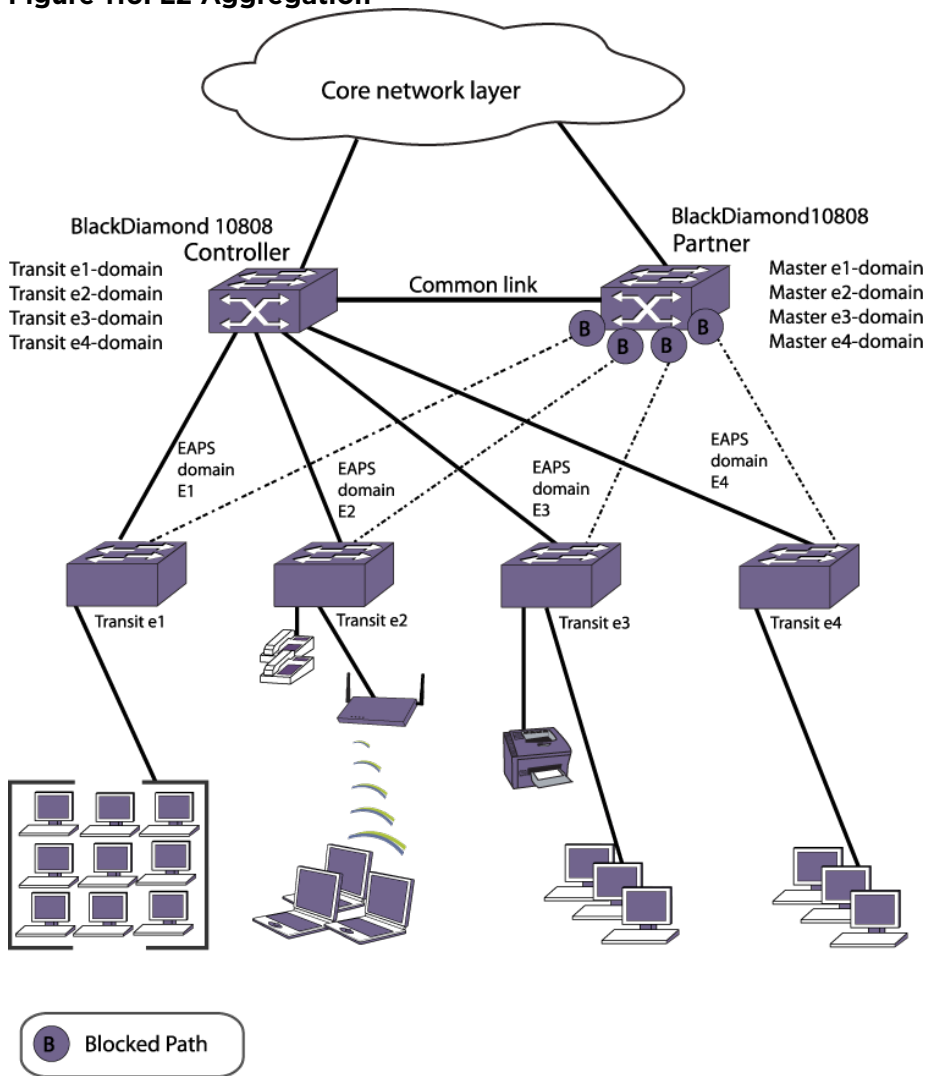 Figure L2 Aggregation
Core network layer
BlackDiamond 10808
Controller
BlackDiamond10808
Partner
Transit e1-domain
Transit e2-domain
Transit e3-domain
Transit e4-domain
Common link
Master e1-domain
Master e2-domain
Master e3-domain
Master e4-domain
B
B
B
B
EAPS
domain
E1
EAPS
domain
E2
EAPS
domain
E3
EAPS
domain
E4
Transit e1
Transit e2
Transit e3
Transit e4
B Blocked Path